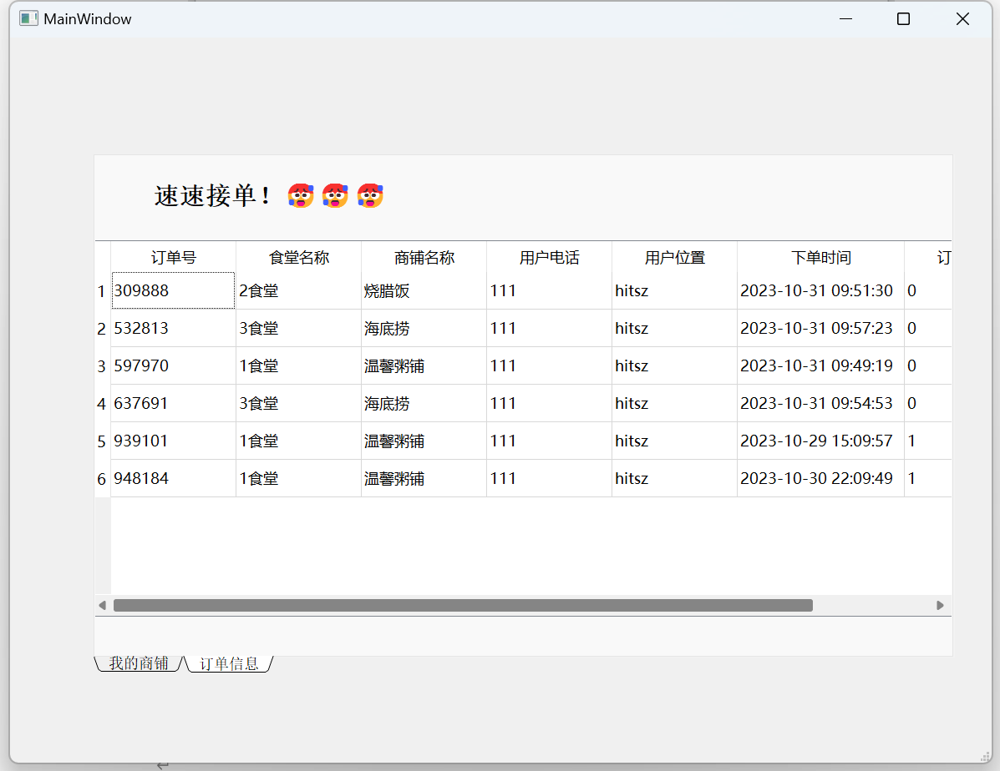 MainWindow
速速接单！🥵🥵🥵
订单号 食堂名称 商铺名称 用户电话 用户位置 下单时间 订
1 309888 2食堂 烧腊饭 111 hitsz 2023-10-31 09:51:30 0
2 532813 3食堂 海底捞 111 hitsz 2023-10-31 09:57:23 0
3 597970 1食堂 温馨粥铺 111 hitsz 2023-10-31 09:49:19 0
4 637691 3食堂 海底捞 111 hitsz 2023-10-31 09:54:53 0
5 939101 1食堂 温馨粥铺 111 hitsz 2023-10-29 15:09:57 1
6 948184 1食堂 温馨粥铺 111 hitsz 2023-10-30 22:09:49 1
我的商铺 订单信息